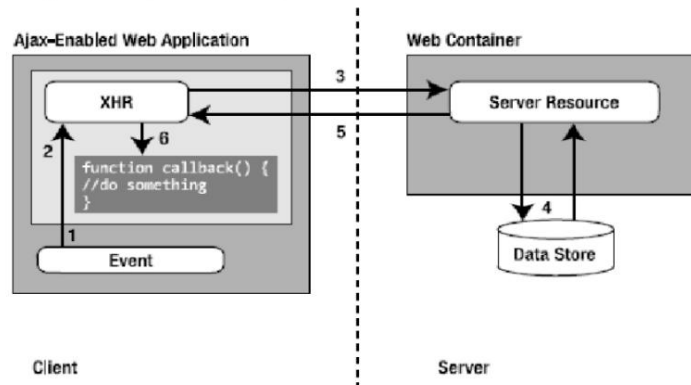 Ajax-Enabled Web Application
Web Container
XHR
3
Server Resource
5
2
6
function callback() {
//do something
}
4
1
Event
Data Store
Client
Server